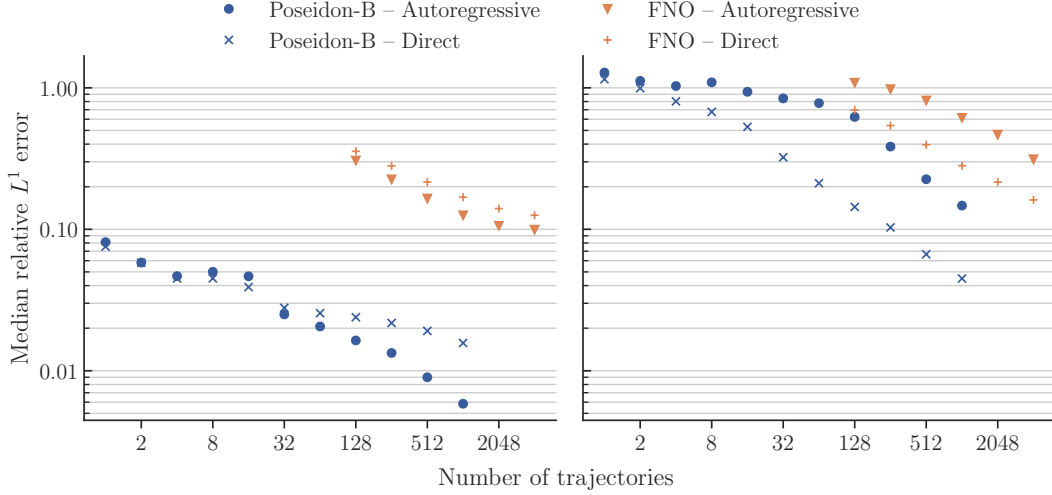 Poseidon-B – Autoregressive
FNO – Autoregressive
Poseidon-B – Direct
FNO – Direct
Median relative L¹ error
1.00
0.10
0.01
2 8 32 128 512 2048
2 8 32 128 512 2048
Number of trajectories